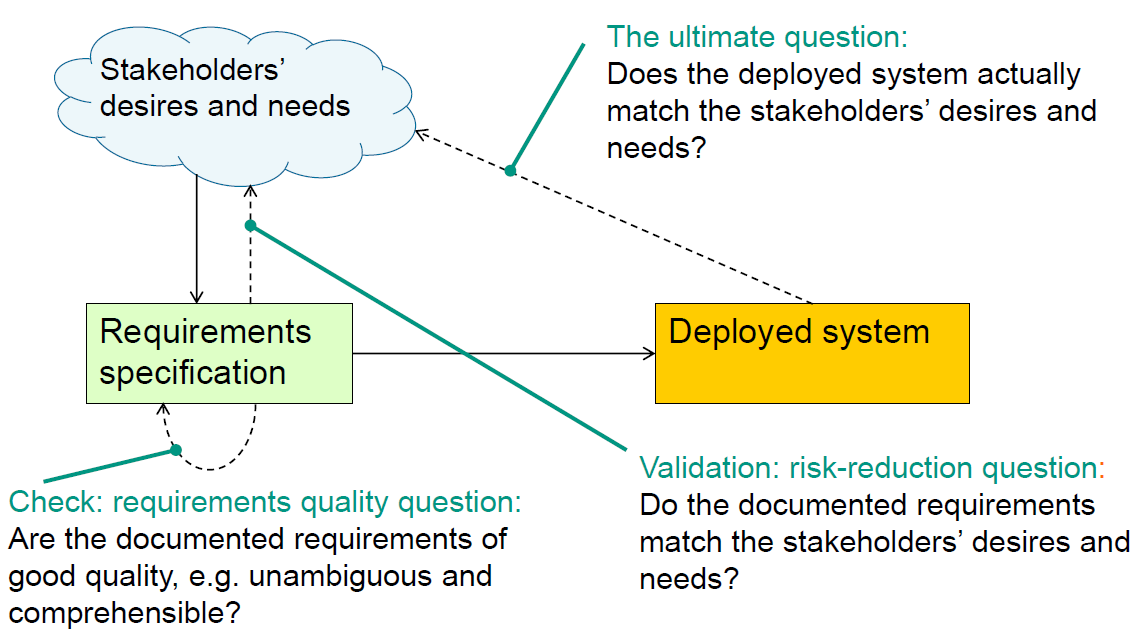 Stakeholders’
desires and needs
The ultimate question:
Does the deployed system actually
match the stakeholders’ desires and
needs?
Requirements
specification
Deployed system
Check: requirements quality question:
Are the documented requirements of
good quality, e.g. unambiguous and
comprehensible?
Validation: risk-reduction question:
Do the documented requirements
match the stakeholders’ desires and
needs?